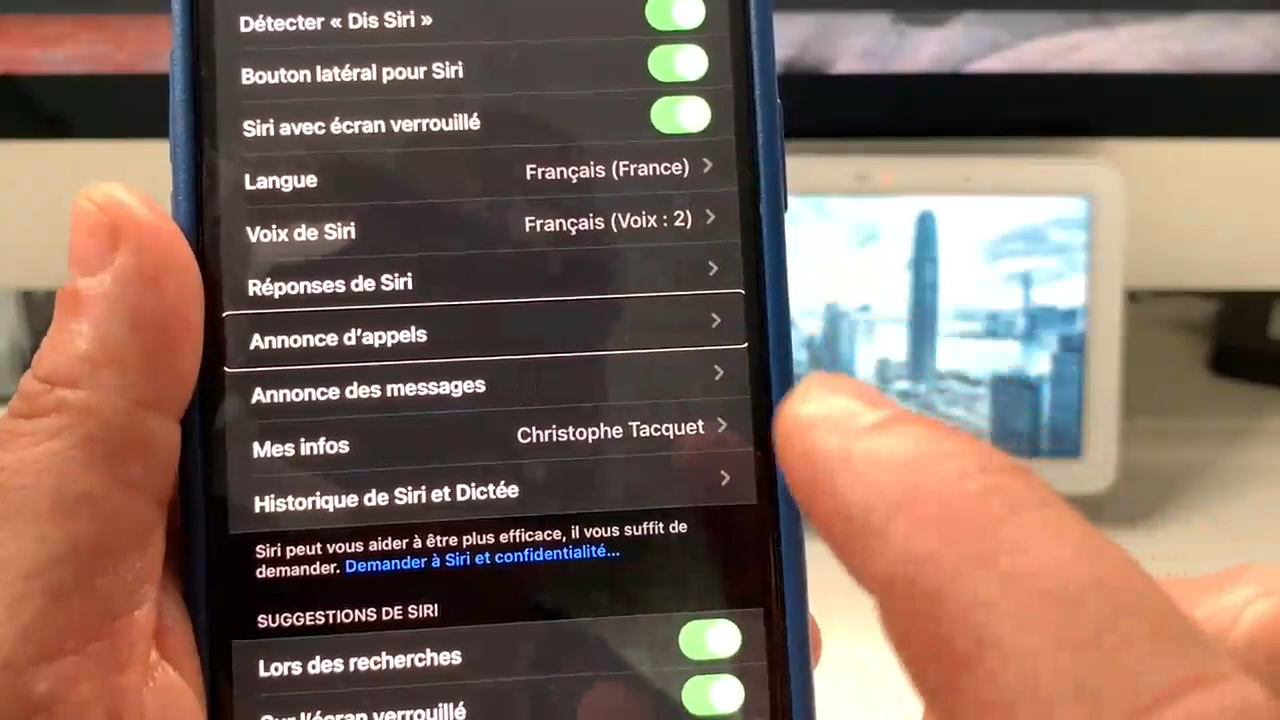 Détecter « Dis Siri »
Bouton latéral pour Siri
Siri avec écran verrouillé
Langue Français (France)
Voix de Siri Français (Voix : 2)
Réponses de Siri
Annonce d’appels
Annonce des messages
Mes infos Christophe Tacquet
Historique de Siri et Dictée
Siri peut vous aider à être plus efficace, il vous suffit de
demander. Demander à Siri et confidentialité...
SUGGESTIONS DE SIRI
Lors des recherches
Sur l’écran verrouillé